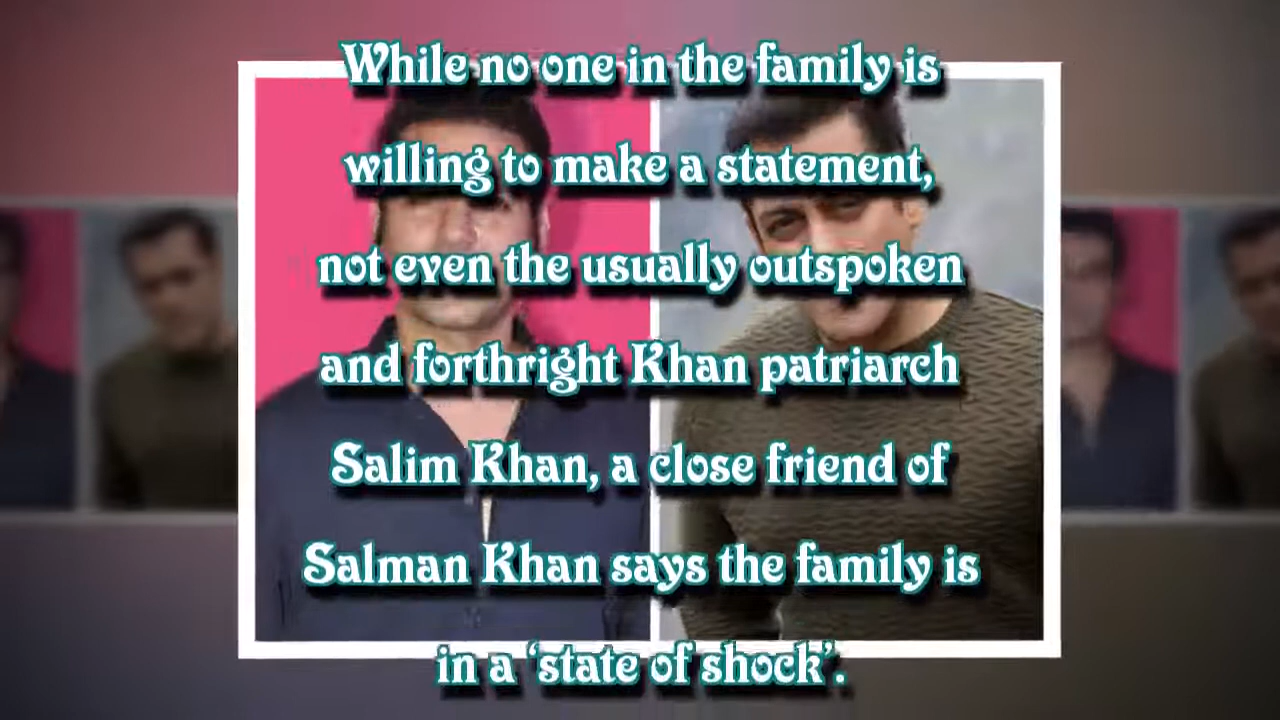 While no one in the family is
willing to make a statement,
not even the usually outspoken
and forthright Khan patriarch
Salim Khan, a close friend of
Salman Khan says the family is
in a ‘state of shock’.